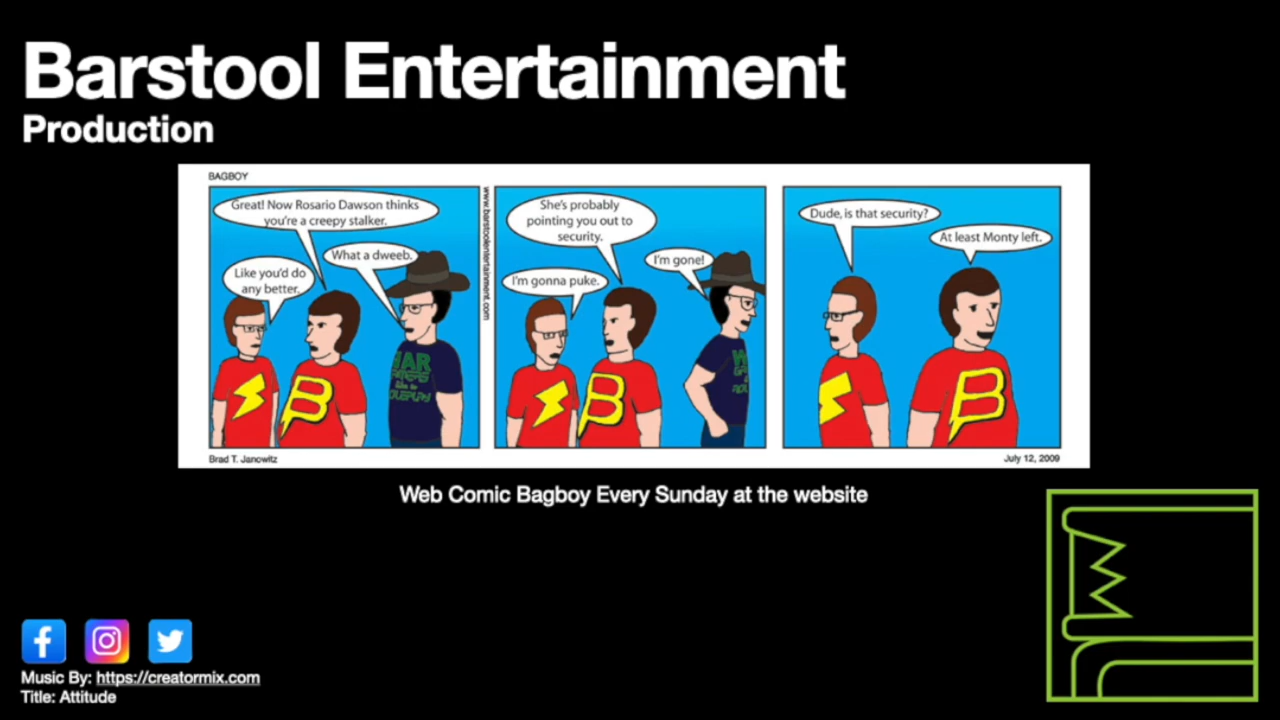 Barstool Entertainment
Production
BAGBOY
Great! Now Rosario Dawson thinks
you're a creepy stalker.
What a dweeb.
Like you'd do
any better.
www.barstoolentertainment.com
She's probably
pointing you out to
security.
I'm gonna puke.
I'm gone!
Dude, is that security?
At least Monty left.
Brad T. Janowitz
July 12, 2009
Web Comic Bagboy Every Sunday at the website
Music By: https://creatormix.com
Title: Attitude